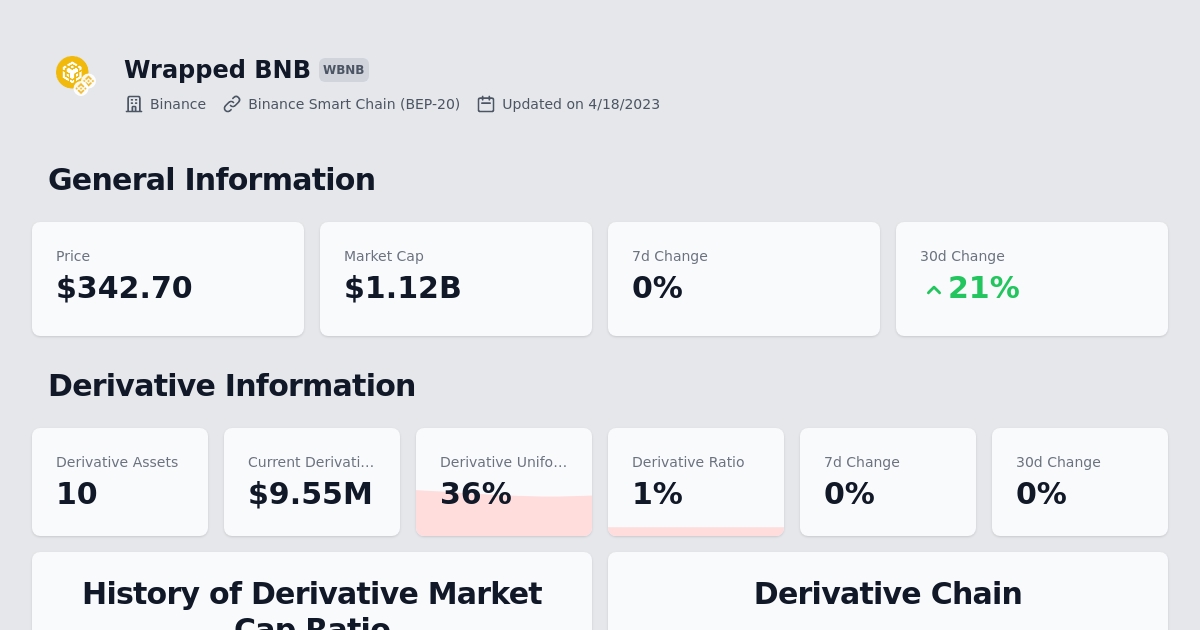 Wrapped BNB WBNB
Binance Binance Smart Chain (BEP-20) Updated on 4/18/2023
General Information
Price Market Cap 7d Change 30d Change
$342.70 $1.12B 0% 21%
Derivative Information
Derivative Assets Current Derivati... Derivative Unifo... Derivative Ratio 7d Change 30d Change
10 $9.55M 36% 1% 0% 0%
History of Derivative Market Derivative Chain
Cap Ratio